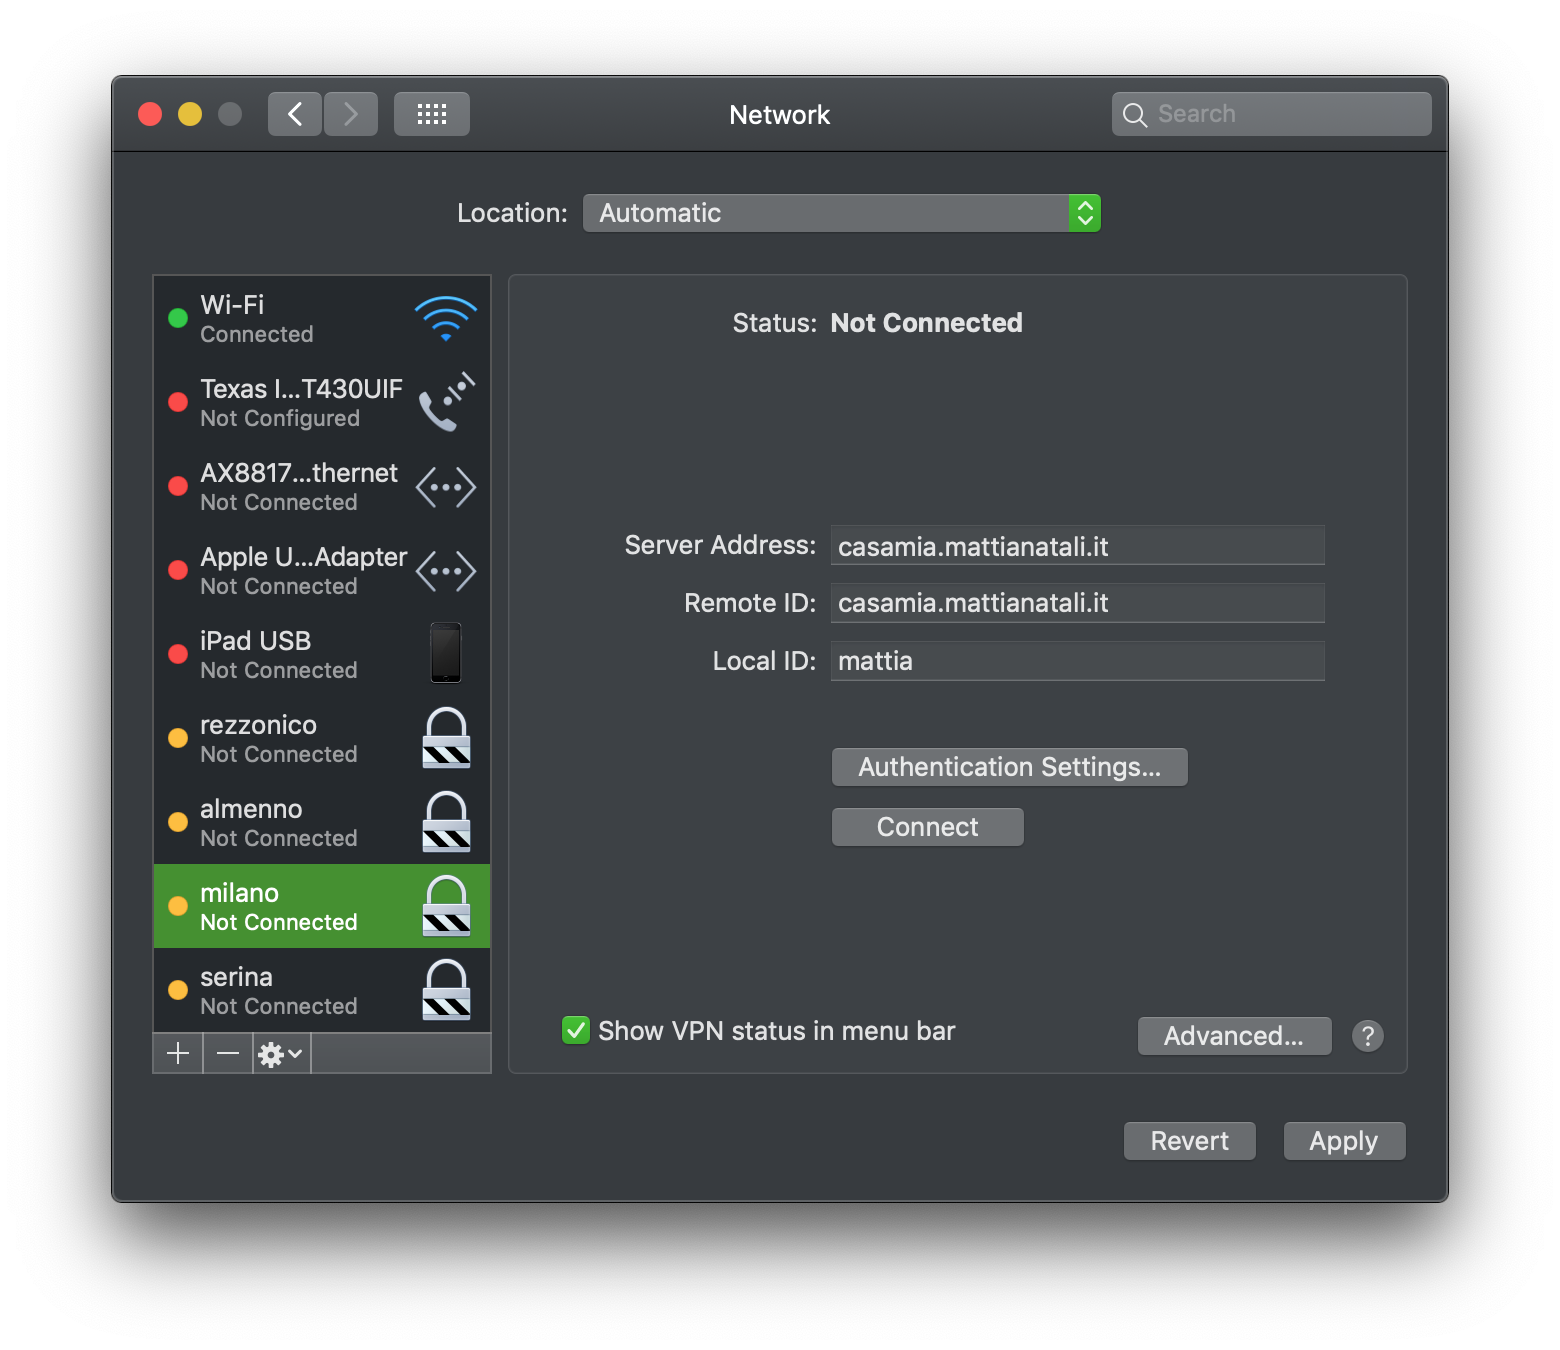 Network
Search
Location: Automatic
Wi-Fi
Connected
Texas I...T430UIF
Not Configured
AX8817...thernet
Not Connected
Apple U...Adapter
Not Connected
iPad USB
Not Connected
rezzonico
Not Connected
almenno
Not Connected
milano
Not Connected
serina
Not Connected
Status: Not Connected
Server Address: casamia.mattianatali.it
Remote ID: casamia.mattianatali.it
Local ID: mattia
Authentication Settings...
Connect
Show VPN status in menu bar
Advanced...
?
Revert
Apply